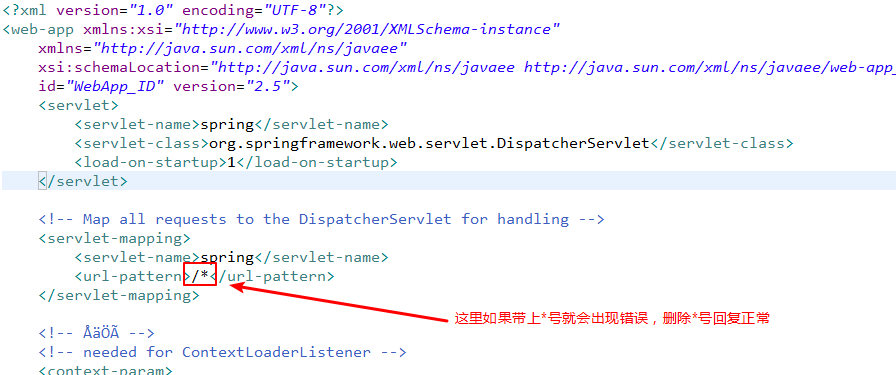 <?xml version="1.0" encoding="UTF-8"?>
<web-app xmlns:xsi="http://www.w3.org/2001/XMLSchema-instance"
xmlns="http://java.sun.com/xml/ns/javaee"
xsi:schemaLocation="http://java.sun.com/xml/ns/javaee http://java.sun.com/xml/ns/javaee/web-app_
id="WebApp_ID" version="2.5">
<servlet>
<servlet-name>spring</servlet-name>
<servlet-class>org.springframework.web.servlet.DispatcherServlet</servlet-class>
<load-on-startup>1</load-on-startup>
</servlet>
<!-- Map all requests to the DispatcherServlet for handling -->
<servlet-mapping>
<servlet-name>spring</servlet-name>
<url-pattern>/*</url-pattern>
</servlet-mapping>
这里如果带上*号就会出现错误，删除*号回复正常
<!-- ÅäÖÃ -->
<!-- needed for ContextLoaderListener -->
<context-param>